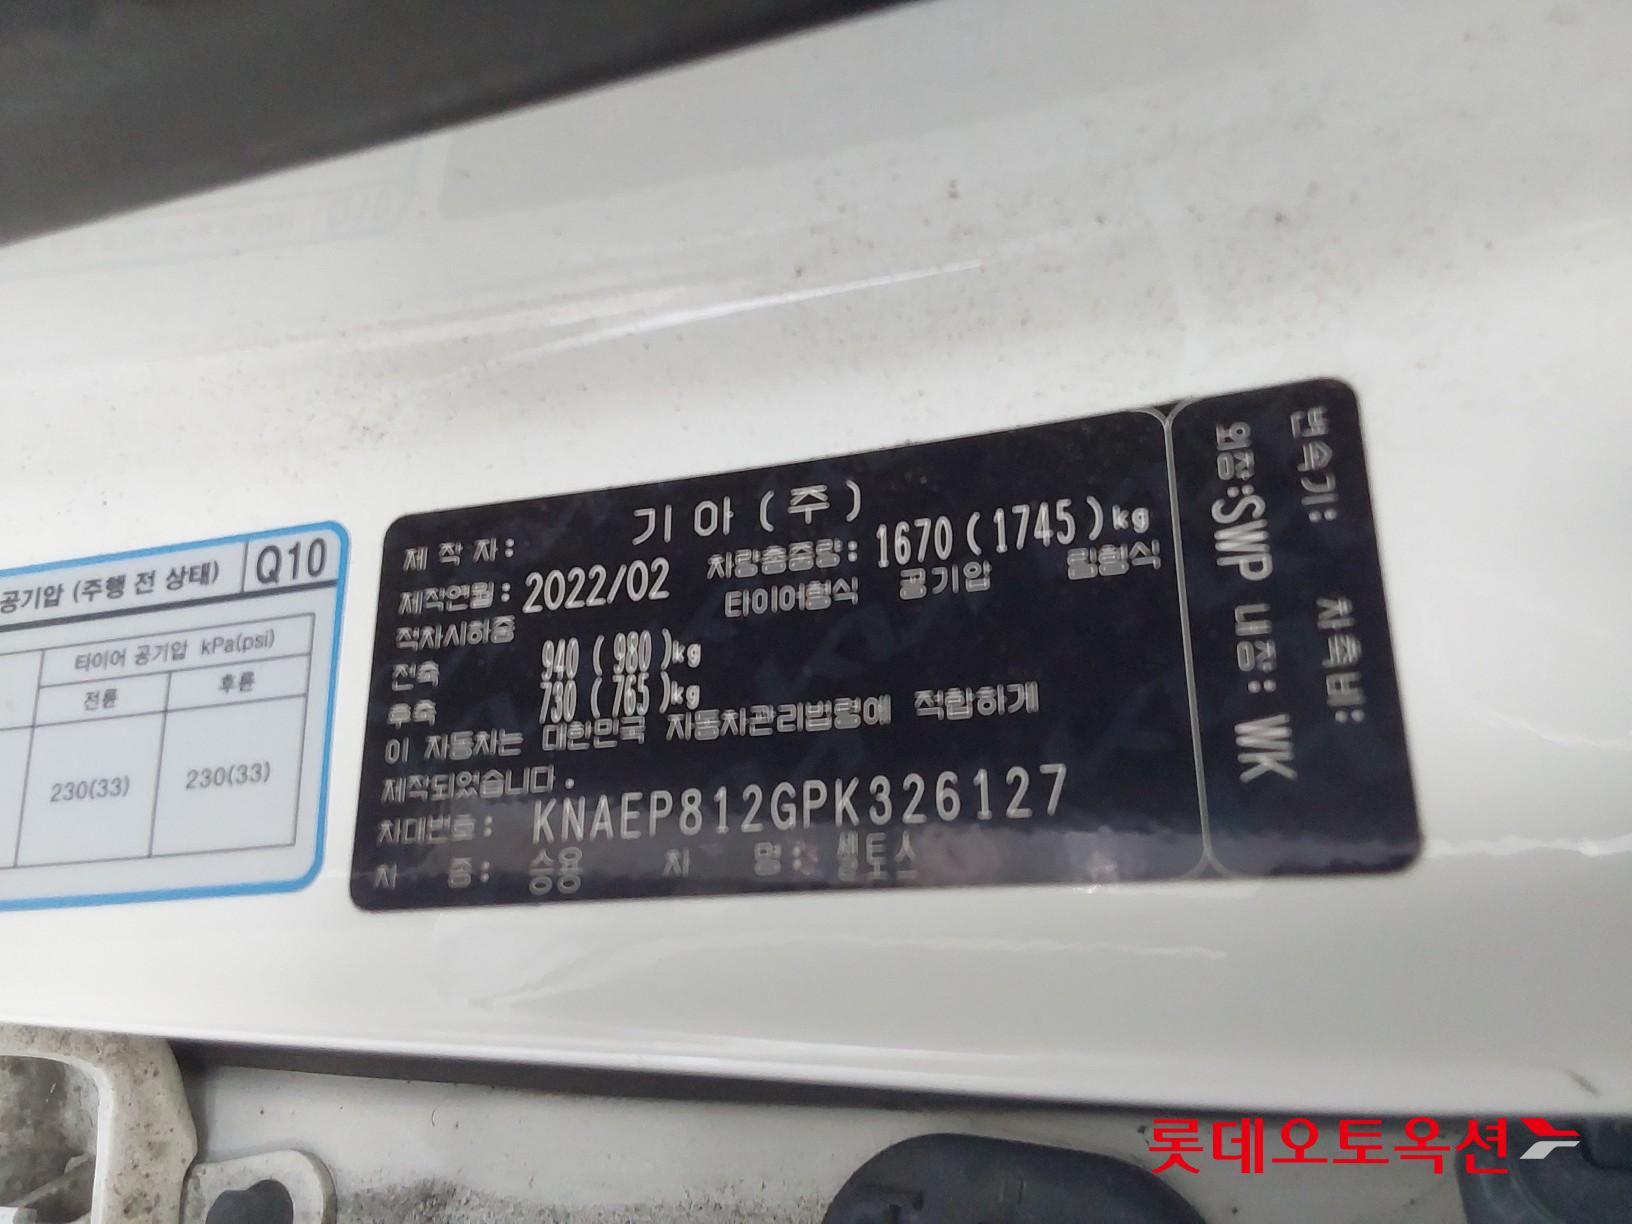 공기압 (주행 전 상태) Q10
타이어 공기압 kPa(psi)
전륜 후륜
230(33) 230(33)
제 작 자: 기 아 ( 주 )
제작연월: 2022/02 차량총중량: 1670 ( 1745 ) kg
적차시하중 타이어형식 공기압 림형식
전축 940 ( 980 )kg
후축 730 ( 765 )kg
이 자동차는 대한민국 자동차관리법령에 적합하게
제작되었습니다.
차대번호: KNAEP812GPK326127
차 종: 승용 차 명: 쎌토스
변속기: 차축비:
외장:SWP 내장: WK
롯데오토옥션